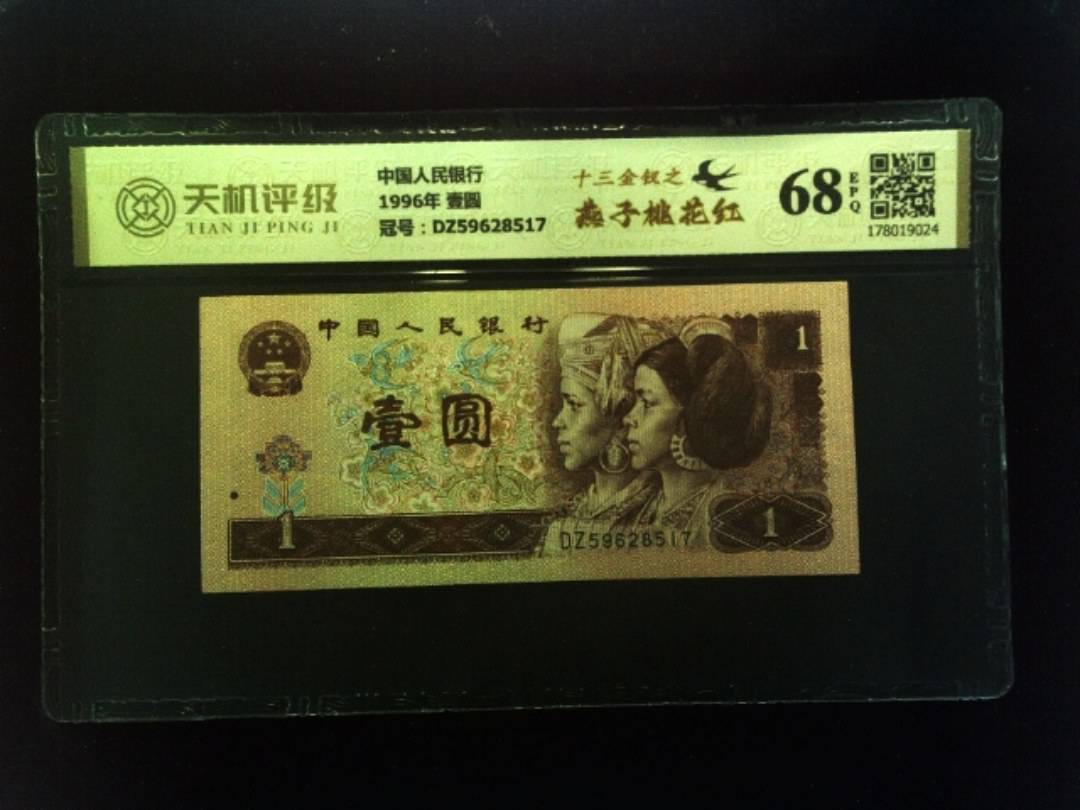 天机评级
TIAN JI PING JI
中国人民银行
1996年 壹圆
冠号：DZ59628517
十三金钗之
燕子桃花红
68
EPQ
178019024
中国人民银行
1
壹圆
1
1
DZ59628517